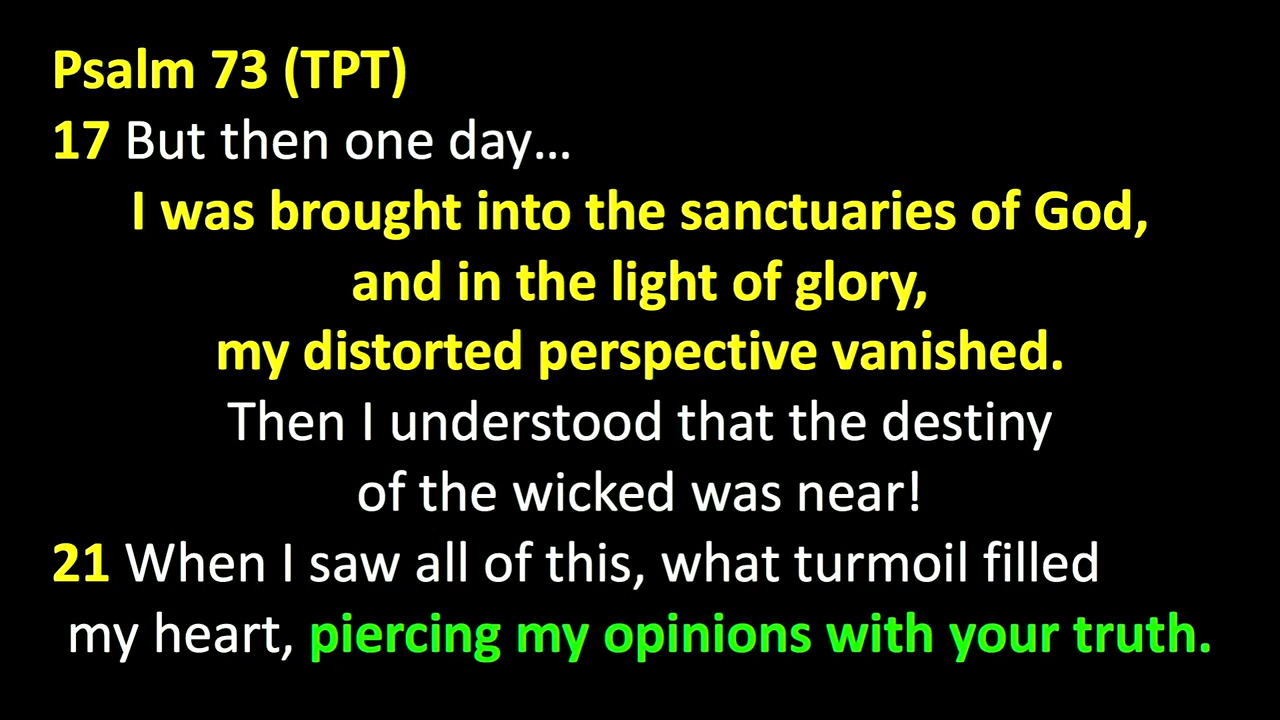 Psalm 73 (TPT)
17 But then one day…
I was brought into the sanctuaries of God,
and in the light of glory,
my distorted perspective vanished.
Then I understood that the destiny
of the wicked was near!
21 When I saw all of this, what turmoil filled
my heart, piercing my opinions with your truth.